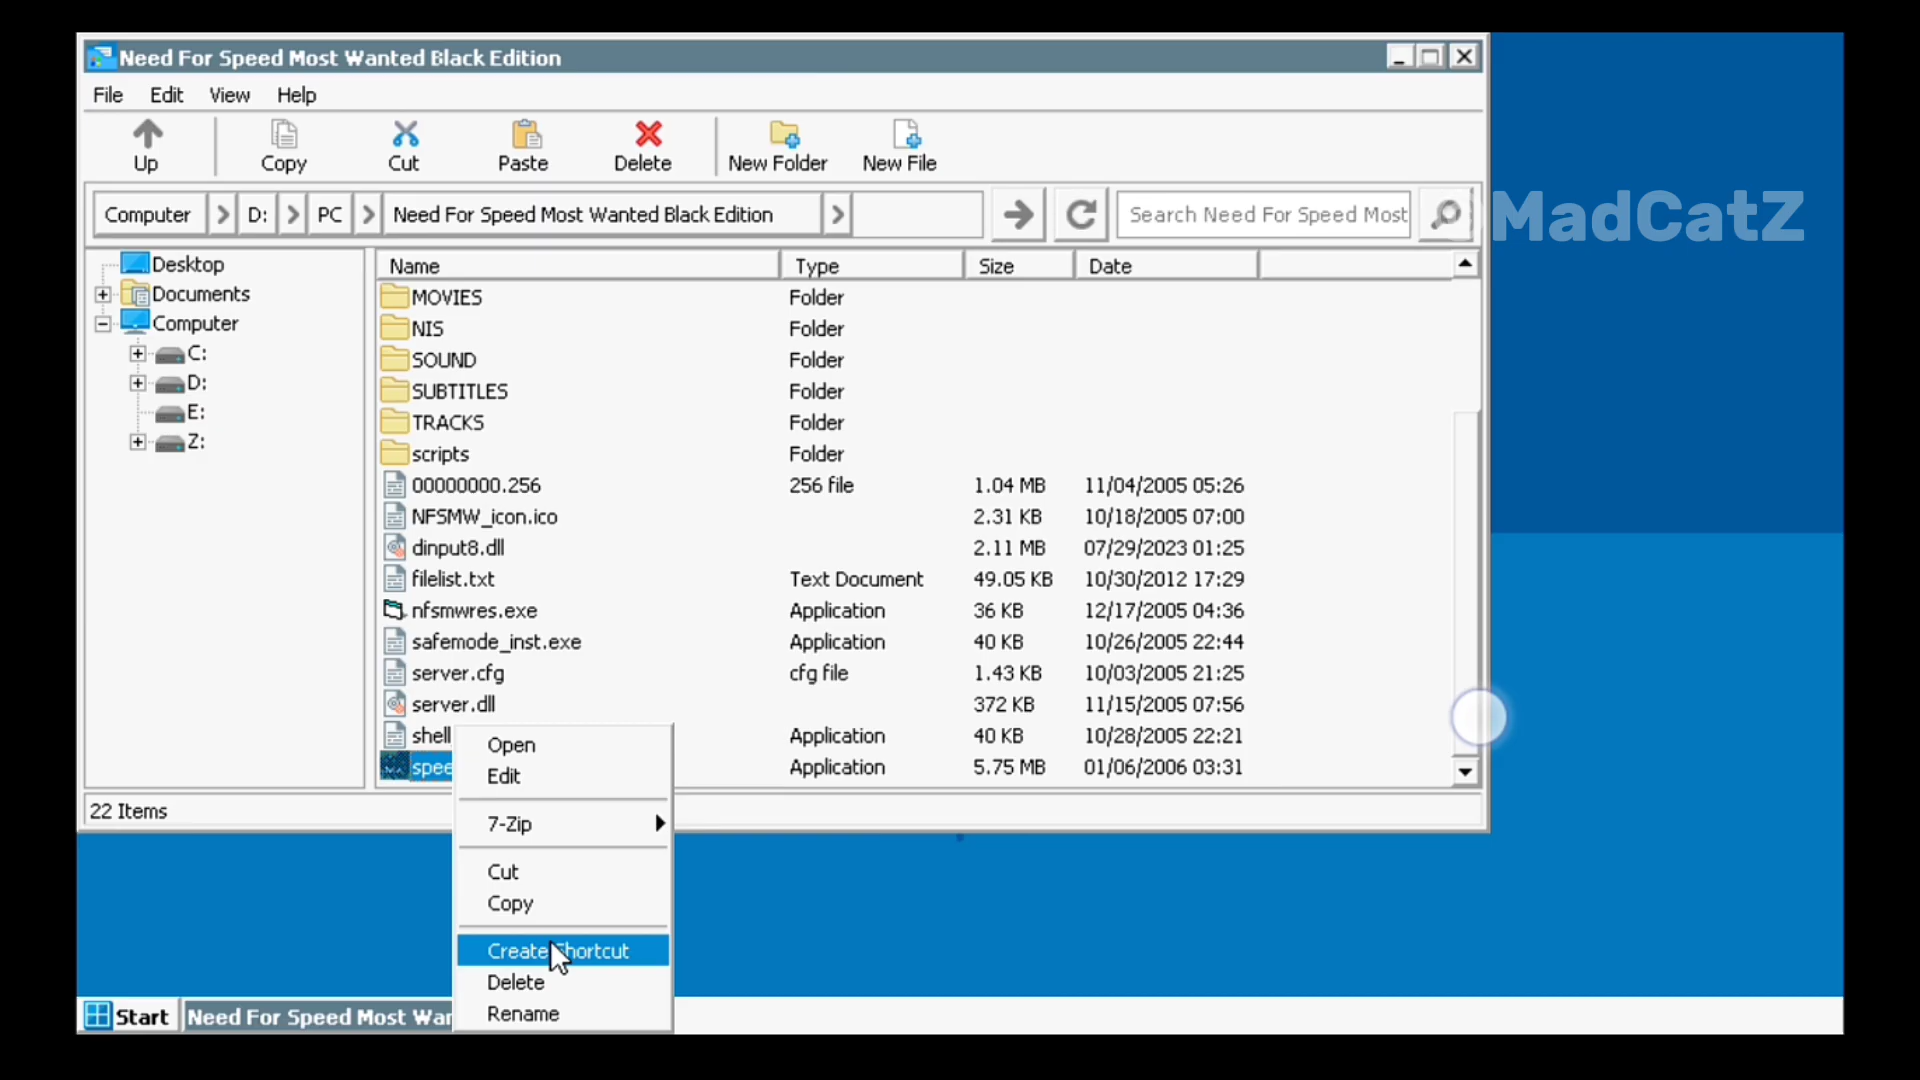 Need For Speed Most Wanted Black Edition
File Edit View Help
Up Copy Cut Paste Delete New Folder New File
Computer D: PC Need For Speed Most Wanted Black Edition Search Need For Speed Most
MadCatZ
Desktop
Documents
Computer
C:
D:
E:
Z:
Name Type Size Date
MOVIES Folder
NIS Folder
SOUND Folder
SUBTITLES Folder
TRACKS Folder
scripts Folder
00000000.256 256 file 1.04 MB 11/04/2005 05:26
NFSMW_icon.ico 2.31 KB 10/18/2005 07:00
dinput8.dll 2.11 MB 07/29/2023 01:25
filelist.txt Text Document 49.05 KB 10/30/2012 17:29
nfsmwres.exe Application 36 KB 12/17/2005 04:36
safemode_inst.exe Application 40 KB 10/26/2005 22:44
server.cfg cfg file 1.43 KB 10/03/2005 21:25
server.dll 372 KB 11/15/2005 07:56
shell Application 40 KB 10/28/2005 22:21
spee Application 5.75 MB 01/06/2006 03:31
Open
Edit
7-Zip
Cut
Copy
Create Shortcut
Delete
Rename
22 Items
Start Need For Speed Most War